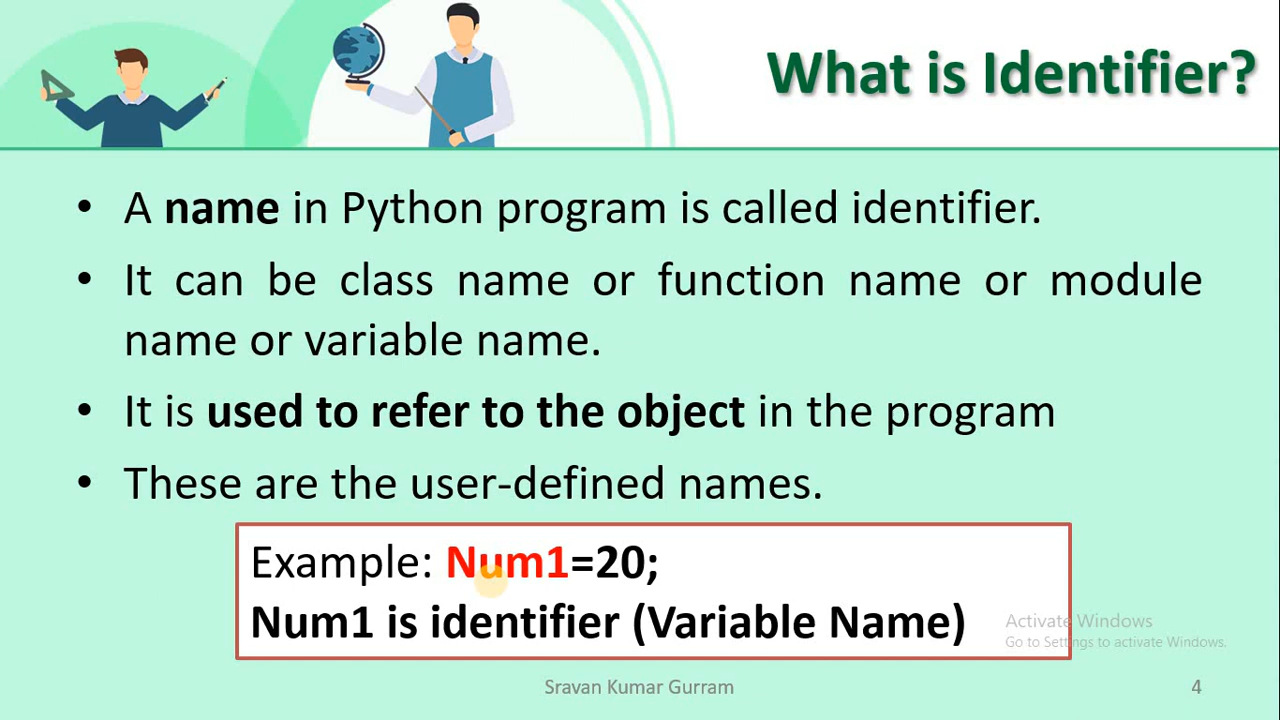 What is Identifier?
• A name in Python program is called identifier.
• It can be class name or function name or module
name or variable name.
• It is used to refer to the object in the program
• These are the user-defined names.
Example: Num1=20;
Num1 is identifier (Variable Name)
Activate Windows
Go to Settings to activate Windows.
Sravan Kumar Gurram
4